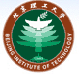 北京理工大学
BEIJING INSTITUTE OF TECHNOLOGY